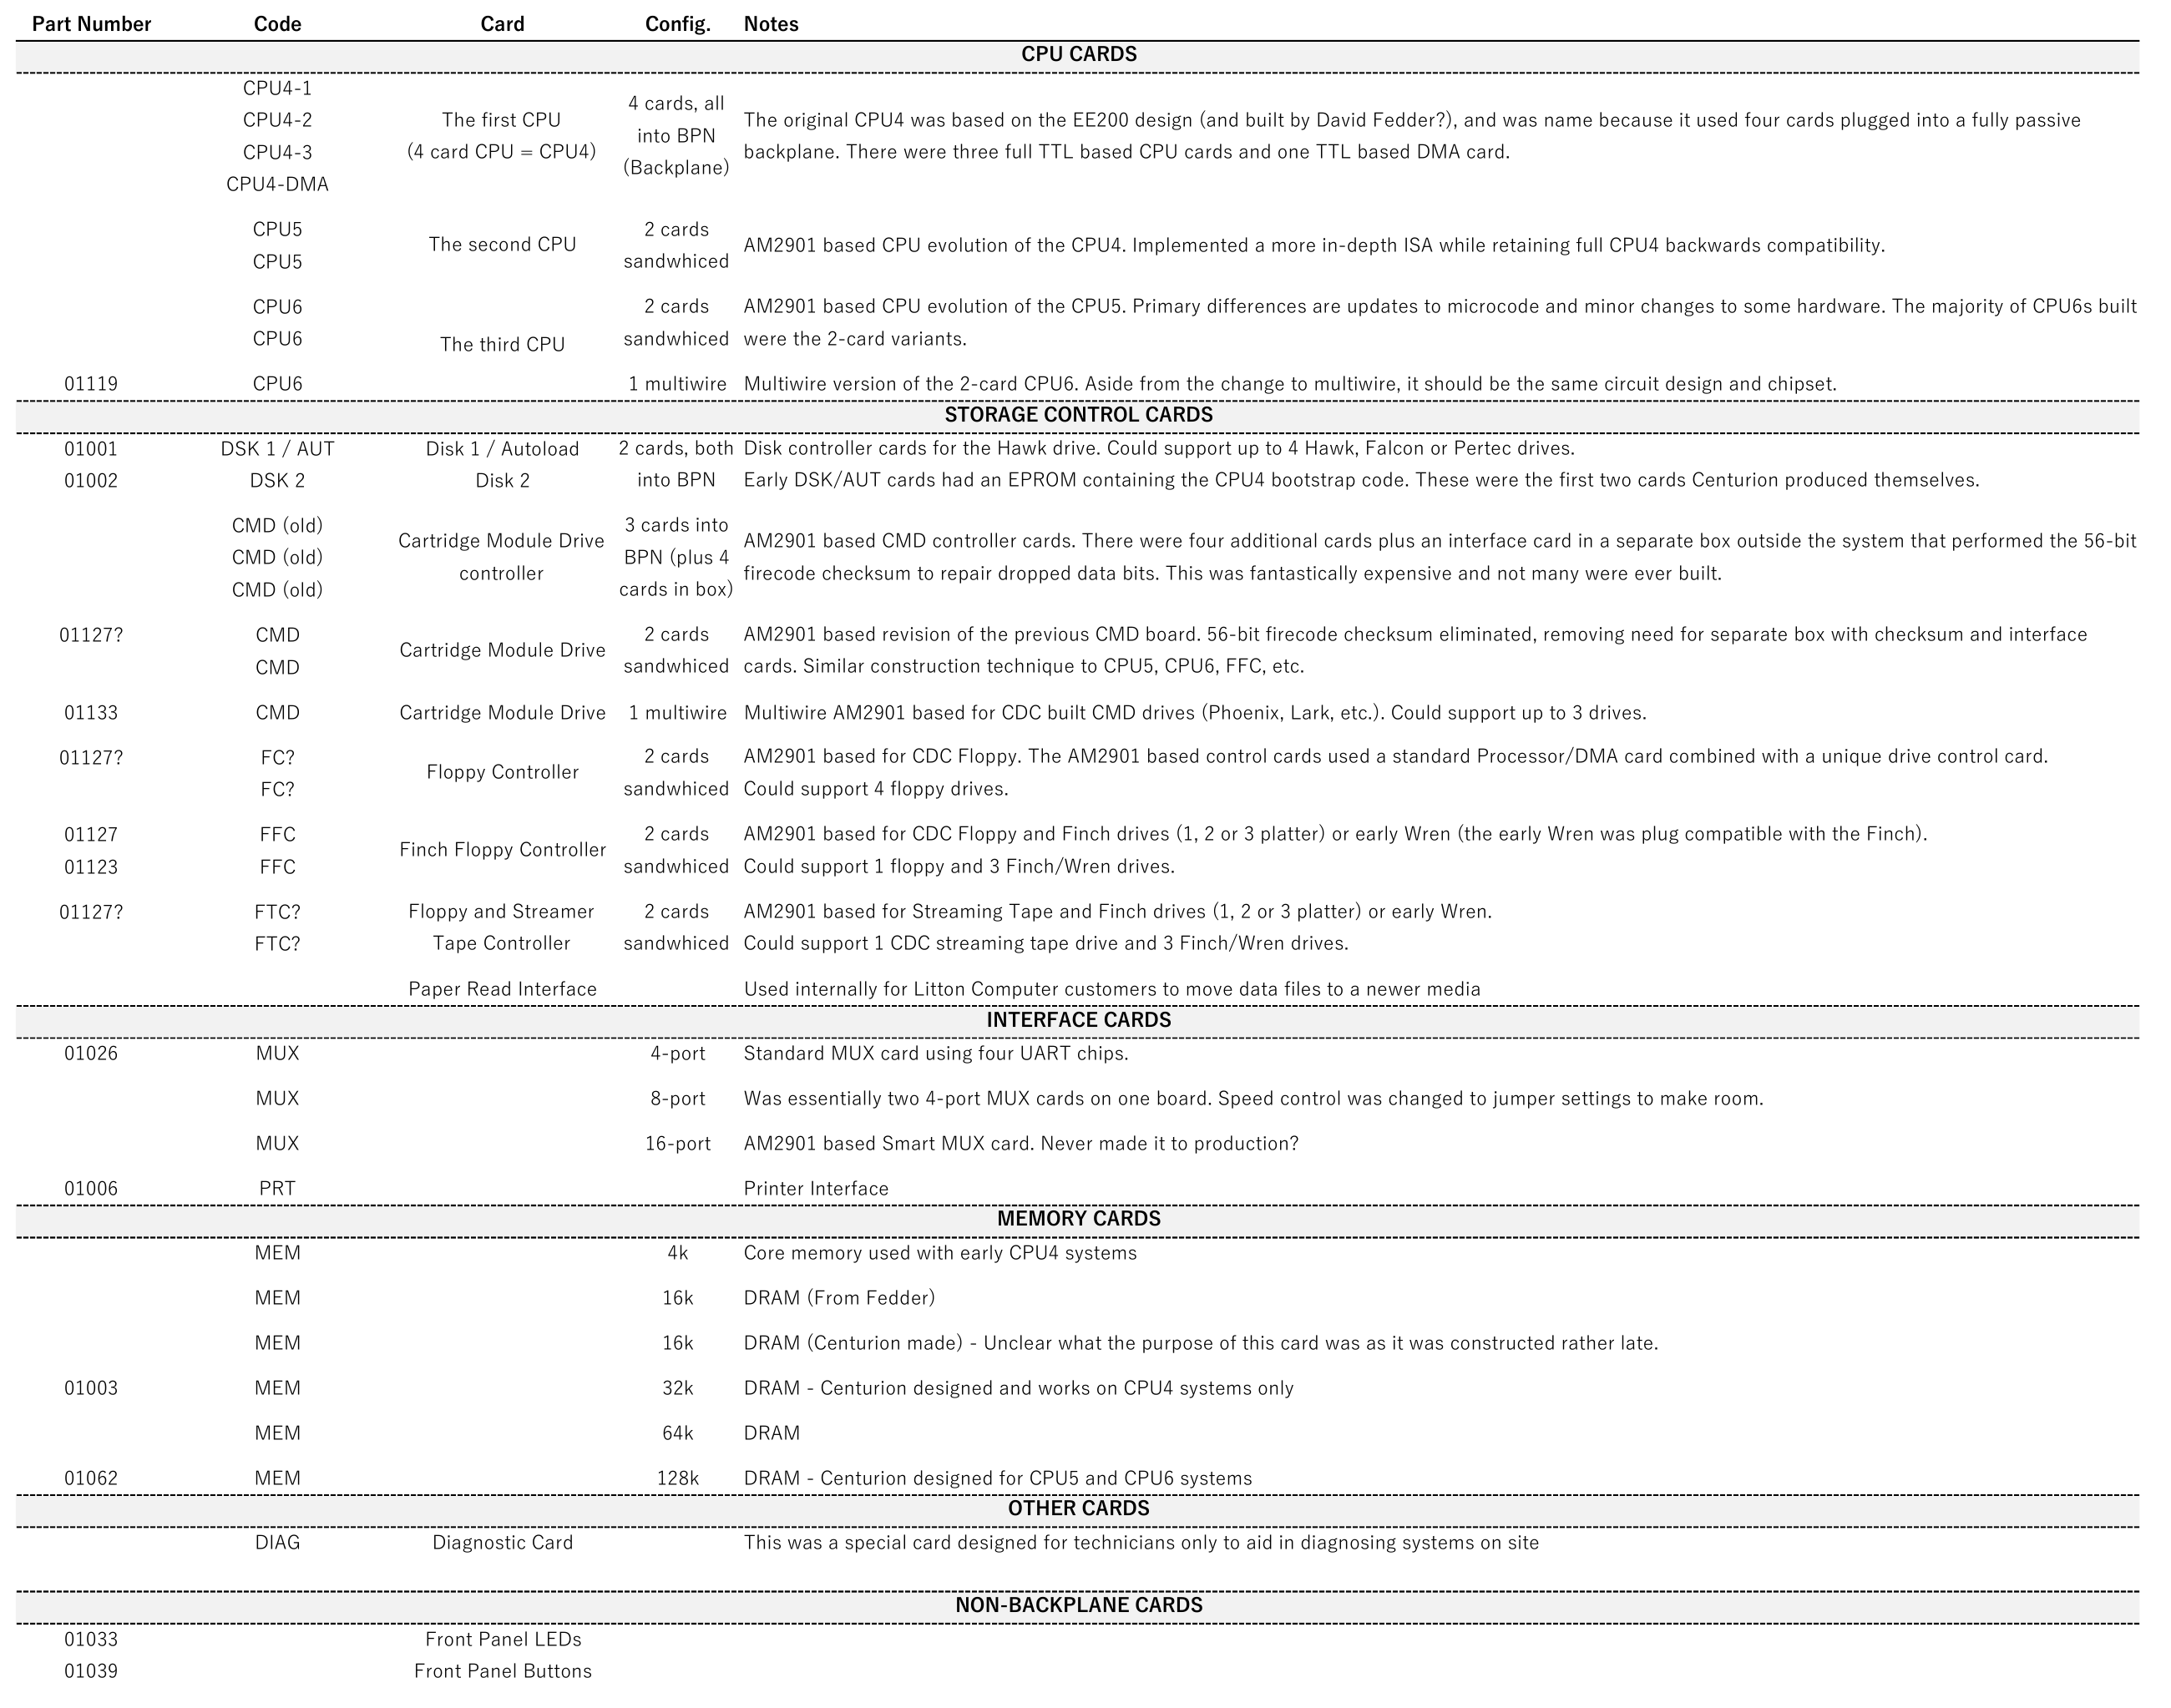 Part Number Code Card Config. Notes
CPU CARDS
CPU4-1
CPU4-2
CPU4-3
CPU4-DMA
The first CPU
(4 card CPU = CPU4)
4 cards, all
into BPN
(Backplane)
The original CPU4 was based on the EE200 design (and built by David Fedder?), and was name because it used four cards plugged into a fully passive
backplane. There were three full TTL based CPU cards and one TTL based DMA card.
CPU5
CPU5
The second CPU
2 cards
sandwhiced
AM2901 based CPU evolution of the CPU4. Implemented a more in-depth ISA while retaining full CPU4 backwards compatibility.
CPU6
CPU6
The third CPU
2 cards
sandwhiced
AM2901 based CPU evolution of the CPU5. Primary differences are updates to microcode and minor changes to some hardware. The majority of CPU6s built
were the 2-card variants.
01119 CPU6 1 multiwire Multiwire version of the 2-card CPU6. Aside from the change to multiwire, it should be the same circuit design and chipset.
STORAGE CONTROL CARDS
01001 DSK 1 / AUT Disk 1 / Autoload 2 cards, both Disk controller cards for the Hawk drive. Could support up to 4 Hawk, Falcon or Pertec drives.
01002 DSK 2 Disk 2 into BPN Early DSK/AUT cards had an EPROM containing the CPU4 bootstrap code. These were the first two cards Centurion produced themselves.
CMD (old)
CMD (old)
CMD (old)
Cartridge Module Drive
controller
3 cards into
BPN (plus 4
cards in box)
AM2901 based CMD controller cards. There were four additional cards plus an interface card in a separate box outside the system that performed the 56-bit
firecode checksum to repair dropped data bits. This was fantastically expensive and not many were ever built.
01127?
CMD
CMD
Cartridge Module Drive
2 cards
sandwhiced
AM2901 based revision of the previous CMD board. 56-bit firecode checksum eliminated, removing need for separate box with checksum and interface
cards. Similar construction technique to CPU5, CPU6, FFC, etc.
01133 CMD Cartridge Module Drive 1 multiwire Multiwire AM2901 based for CDC built CMD drives (Phoenix, Lark, etc.). Could support up to 3 drives.
01127?
FC?
FC?
Floppy Controller
2 cards
sandwhiced
AM2901 based for CDC Floppy. The AM2901 based control cards used a standard Processor/DMA card combined with a unique drive control card.
Could support 4 floppy drives.
01127
01123
FFC
FFC
Finch Floppy Controller
2 cards
sandwhiced
AM2901 based for CDC Floppy and Finch drives (1, 2 or 3 platter) or early Wren (the early Wren was plug compatible with the Finch).
Could support 1 floppy and 3 Finch/Wren drives.
01127?
FTC?
FTC?
Floppy and Streamer
Tape Controller
2 cards
sandwhiced
AM2901 based for Streaming Tape and Finch drives (1, 2 or 3 platter) or early Wren.
Could support 1 CDC streaming tape drive and 3 Finch/Wren drives.
Paper Read Interface Used internally for Litton Computer customers to move data files to a newer media
INTERFACE CARDS
01026 MUX 4-port Standard MUX card using four UART chips.
MUX 8-port Was essentially two 4-port MUX cards on one board. Speed control was changed to jumper settings to make room.
MUX 16-port AM2901 based Smart MUX card. Never made it to production?
01006 PRT Printer Interface
MEMORY CARDS
MEM 4k Core memory used with early CPU4 systems
MEM 16k DRAM (From Fedder)
MEM 16k DRAM (Centurion made) - Unclear what the purpose of this card was as it was constructed rather late.
01003 MEM 32k DRAM - Centurion designed and works on CPU4 systems only
MEM 64k DRAM
01062 MEM 128k DRAM - Centurion designed for CPU5 and CPU6 systems
OTHER CARDS
DIAG Diagnostic Card This was a special card designed for technicians only to aid in diagnosing systems on site
NON-BACKPLANE CARDS
01033 Front Panel LEDs
01039 Front Panel Buttons